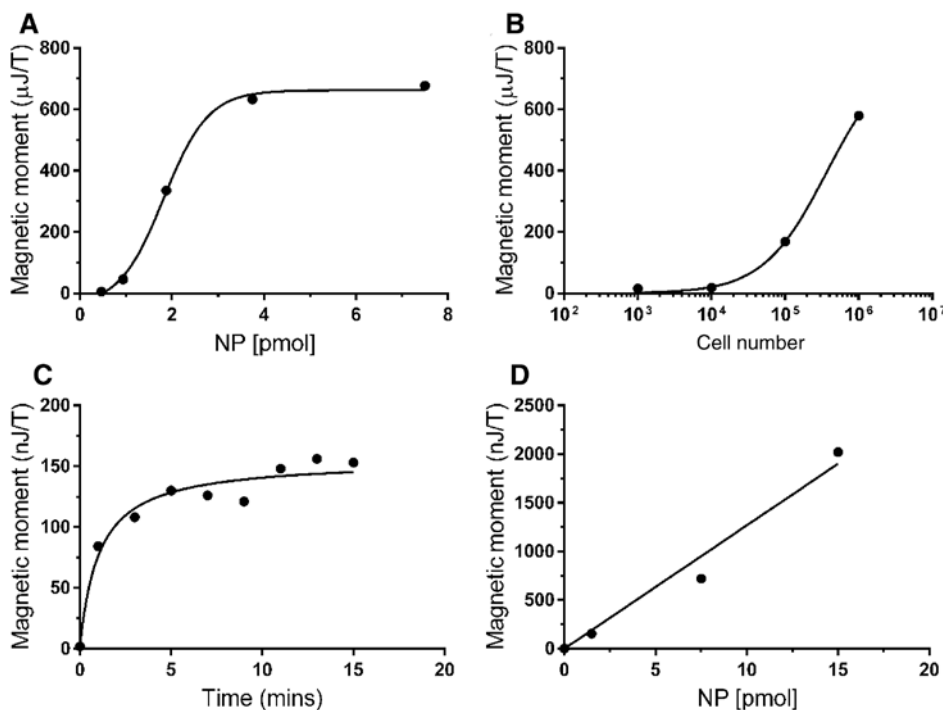 A
Magnetic moment (µJ/T)
800
600
400
200
0
0 2 4 6 8
NP [pmol]
B
Magnetic moment (µJ/T)
800
600
400
200
0
10² 10³ 10⁴ 10⁵ 10⁶ 10⁷
Cell number
C
Magnetic moment (nJ/T)
200
150
100
50
0
0 5 10 15 20
Time (mins)
D
Magnetic moment (nJ/T)
2500
2000
1500
1000
500
0
0 5 10 15 20
NP [pmol]